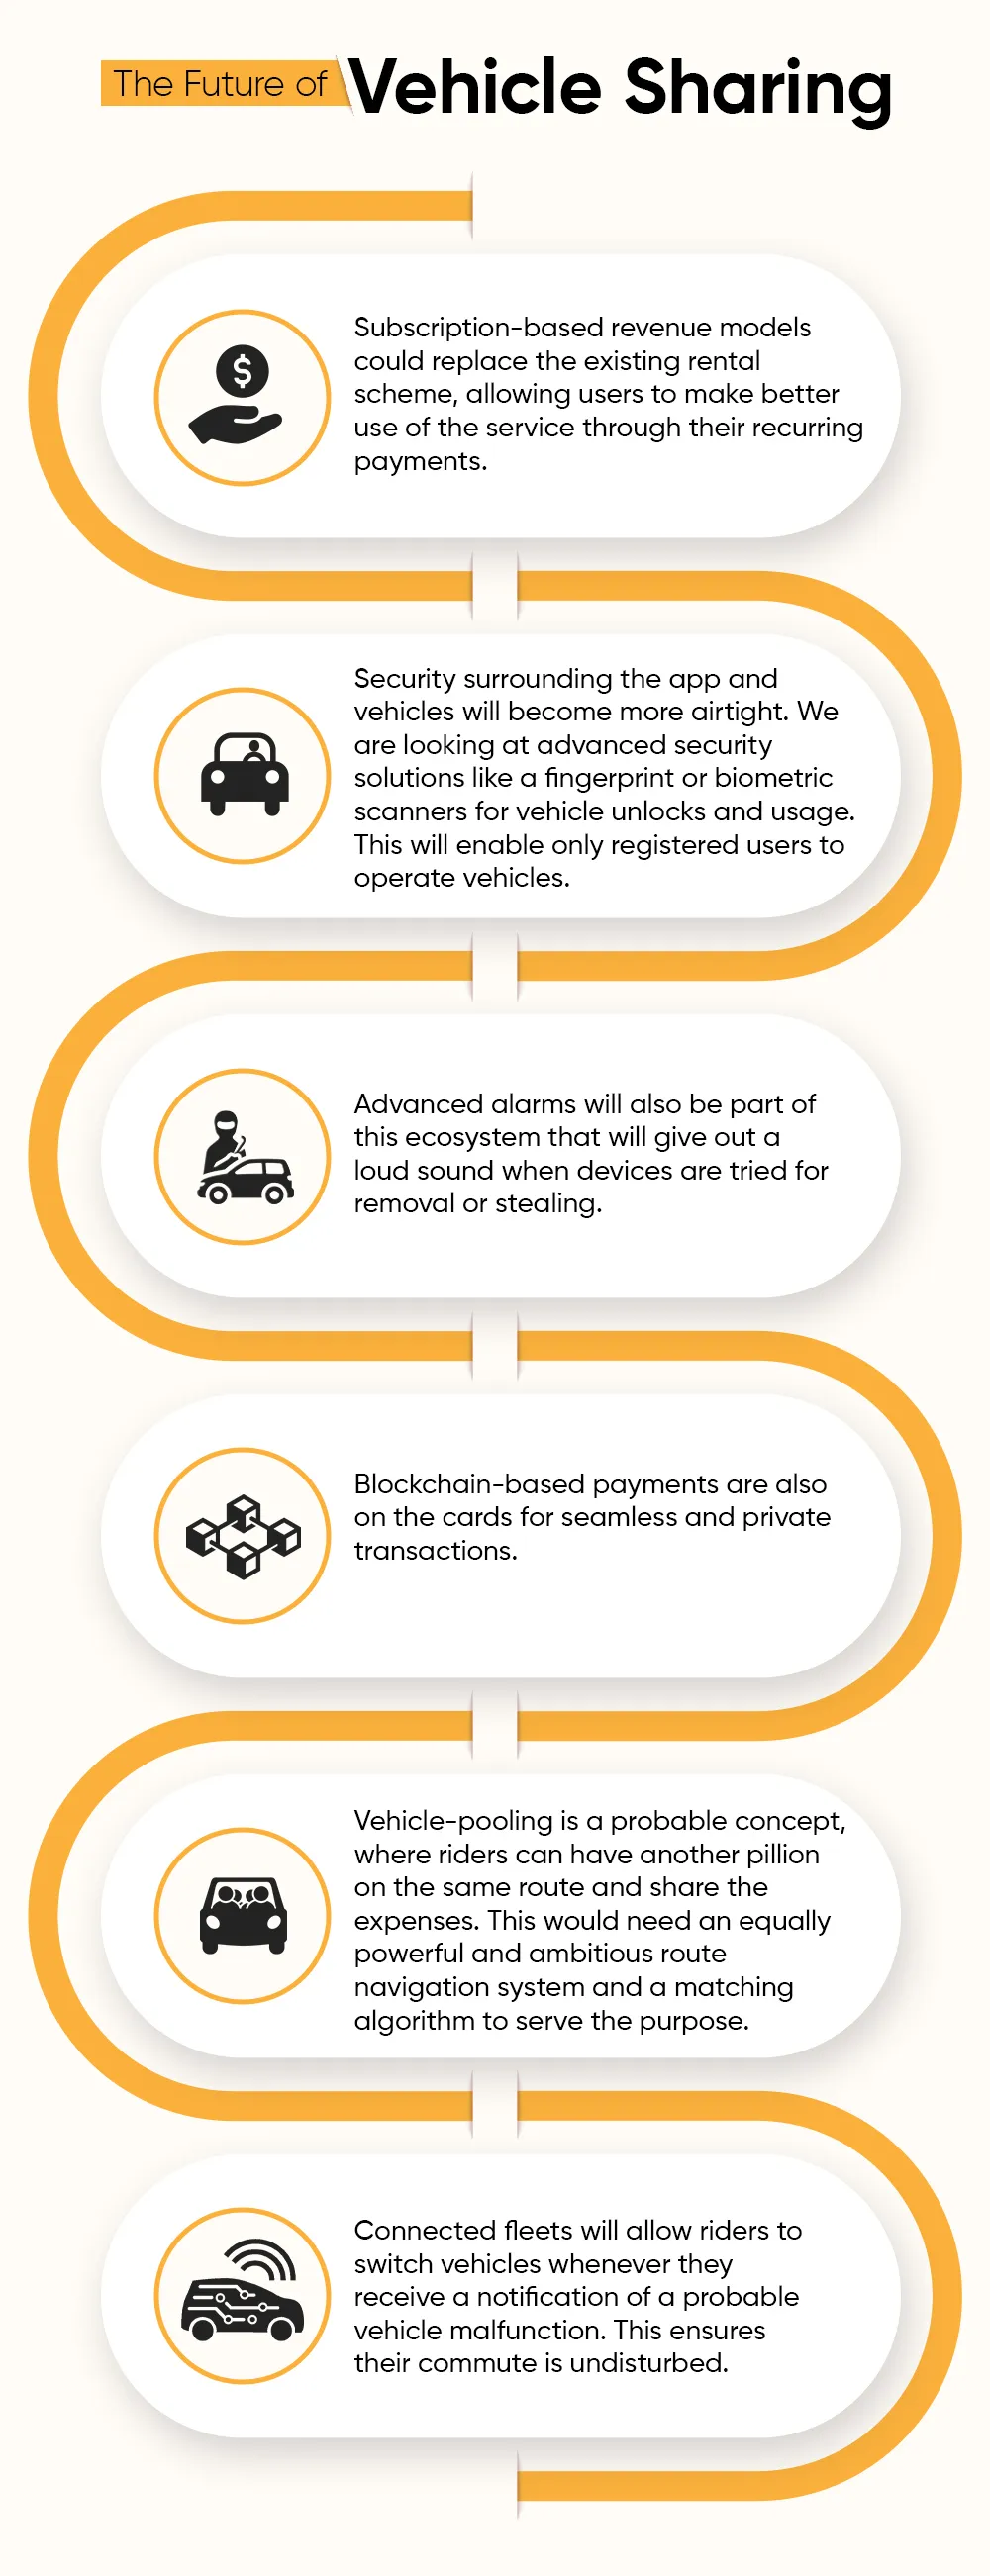 The Future of Vehicle Sharing
$
Subscription-based revenue models
could replace the existing rental
scheme, allowing users to make better
use of the service through their recurring
payments.
Security surrounding the app and
vehicles will become more airtight. We
are looking at advanced security
solutions like a fingerprint or biometric
scanners for vehicle unlocks and usage.
This will enable only registered users to
operate vehicles.
Advanced alarms will also be part of
this ecosystem that will give out a
loud sound when devices are tried for
removal or stealing.
Blockchain-based payments are also
on the cards for seamless and private
transactions.
Vehicle-pooling is a probable concept,
where riders can have another pillion
on the same route and share the
expenses. This would need an equally
powerful and ambitious route
navigation system and a matching
algorithm to serve the purpose.
Connected fleets will allow riders to
switch vehicles whenever they
receive a notification of a probable
vehicle malfunction. This ensures
their commute is undisturbed.